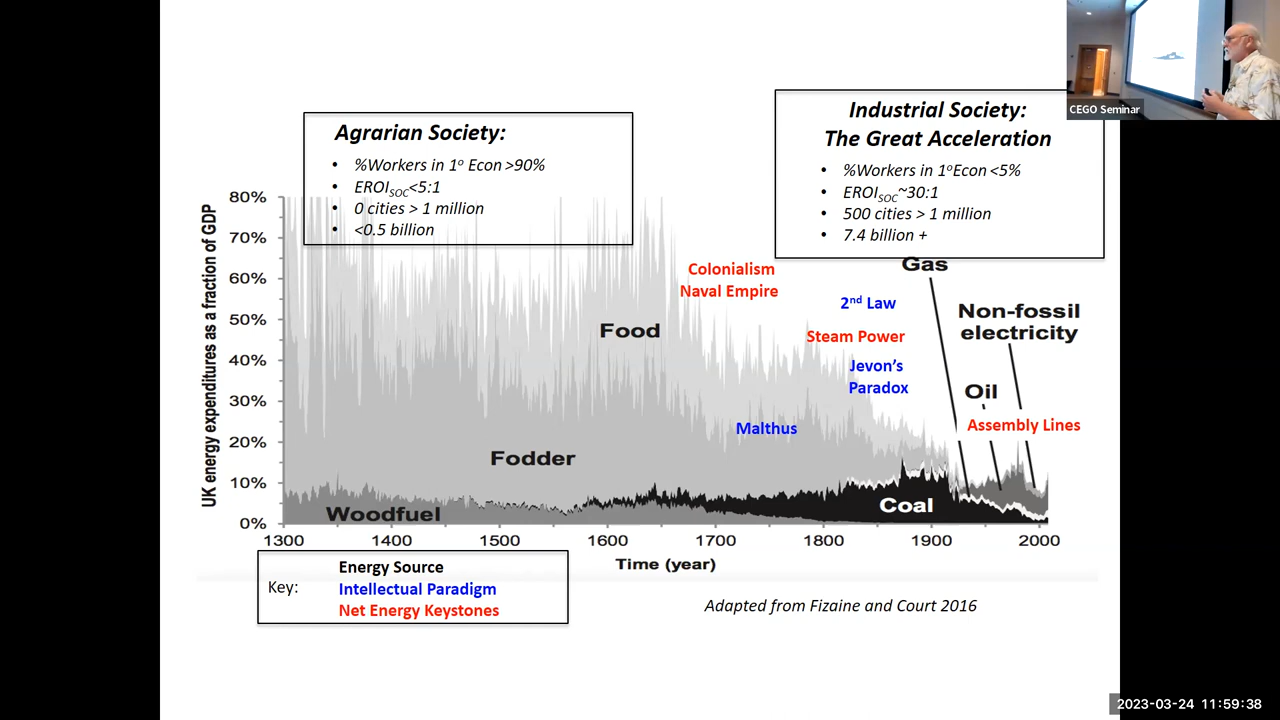 CEGO Seminar
Agrarian Society:
• %Workers in 1º Econ >90%
• EROISOC<5:1
• 0 cities > 1 million
• <0.5 billion
Industrial Society:
The Great Acceleration
• %Workers in 1ºEcon <5%
• EROISOC~30:1
• 500 cities > 1 million
• 7.4 billion +
UK energy expenditures as a fraction of GDP
80%
70%
60%
50%
40%
30%
20%
10%
0%
Colonialism
Naval Empire
Gas
2nd Law
Non-fossil
electricity
Food
Steam Power
Jevon's
Paradox
Oil
Malthus
Assembly Lines
Fodder
Woodfuel
Coal
1300 1400 1500 1600 1700 1800 1900 2000
Time (year)
Key:
Energy Source
Intellectual Paradigm
Net Energy Keystones
Adapted from Fizaine and Court 2016
2023-03-24 11:59:38